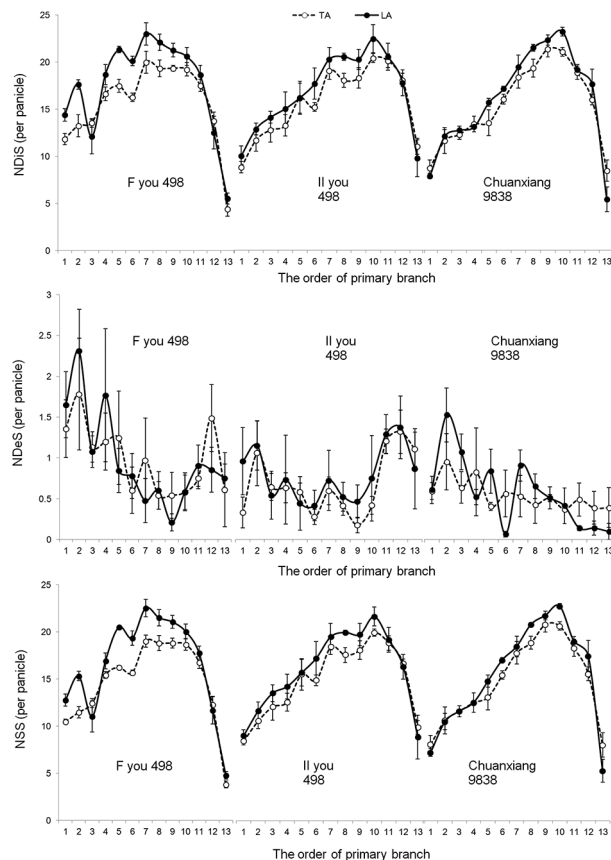 TA LA
25
20
15
10
5
0
NDiS (per panicle)
F you 498
II you
498
Chuanxiang
9838
1 2 3 4 5 6 7 8 9 10 11 12 13 1 2 3 4 5 6 7 8 9 10 11 12 13 1 2 3 4 5 6 7 8 9 10 11 12 13
The order of primary branch
3
2.5
2
1.5
1
0.5
0
NDeS (per panicle)
F you 498
II you
498
Chuanxiang
9838
1 2 3 4 5 6 7 8 9 10 11 12 13 1 2 3 4 5 6 7 8 9 10 11 12 13 1 2 3 4 5 6 7 8 9 10 11 12 13
The order of primary branch
25
20
15
10
5
0
NSS (per panicle)
F you 498
II you
498
Chuanxiang
9838
1 2 3 4 5 6 7 8 9 10 11 12 13 1 2 3 4 5 6 7 8 9 10 11 12 13 1 2 3 4 5 6 7 8 9 10 11 12 13
The order of primary branch